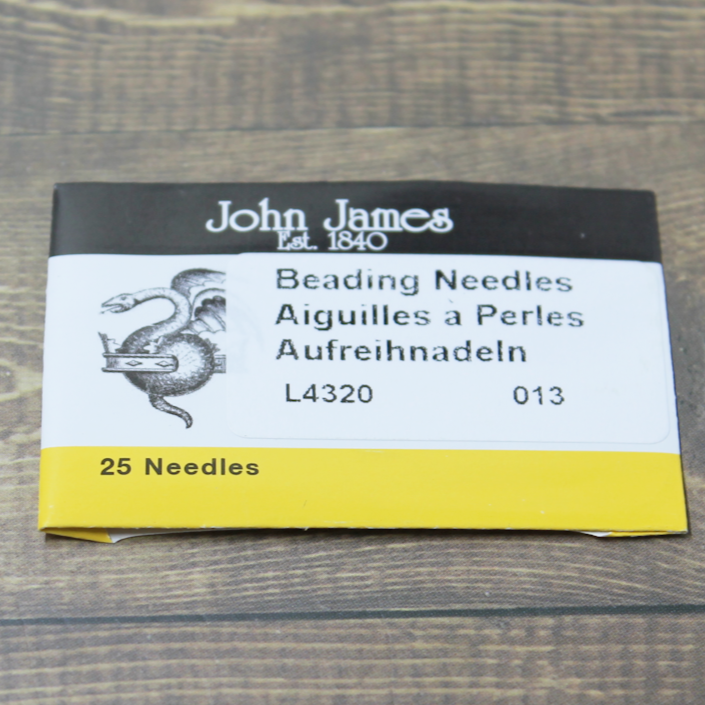 John James
Est. 1840
Beading Needles
Aiguilles à Perles
Aufreihnadeln
L4320 013
25 Needles